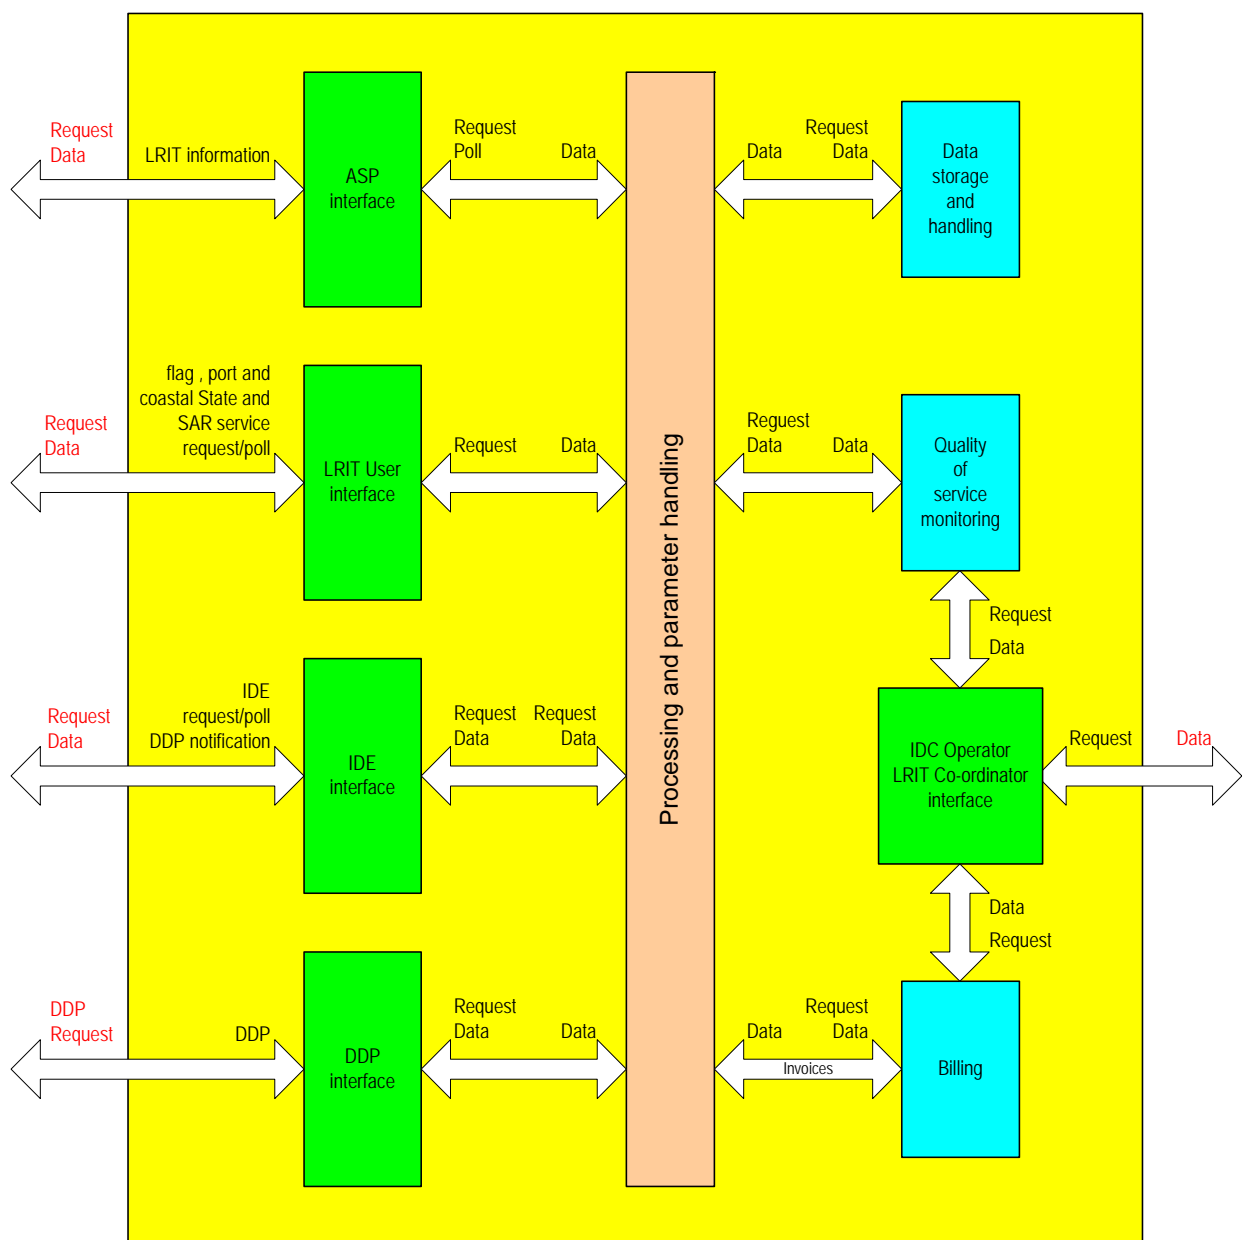 Request
Data
LRIT information
ASP
interface
Request
Poll
Data
Data
Request
Data
Data
storage
and
handling
flag , port and
coastal State and
SAR service
request/poll
Request
Data
LRIT User
interface
Request
Data
Processing and parameter handling
Reguest
Data
Data
Quality
of
service
monitoring
Request
Data
IDE
request/poll
DDP notification
Request
Data
IDE
interface
Request
Data
Request
Data
IDC Operator
LRIT Co-ordinator
interface
Request
Data
Data
Request
DDP
Request
DDP
DDP
interface
Request
Data
Data
Data
Request
Data
Invoices
Billing